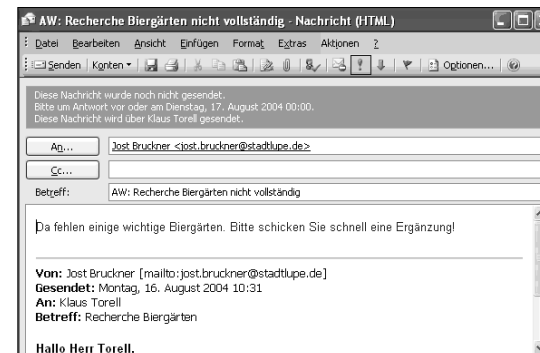 AW: Recherche Biergärten nicht vollständig - Nachricht (HTML)
Datei Bearbeiten Ansicht Einfügen Format Extras Aktionen ?
Senden Konten Optionen...
Diese Nachricht wurde noch nicht gesendet.
Bitte um Antwort vor oder am Dienstag, 17. August 2004 00:00.
Diese Nachricht wird über Klaus Torell gesendet.
An... Jost Bruckner <jost.bruckner@stadtlupe.de>
Cc...
Betreff: AW: Recherche Biergärten nicht vollständig
Da fehlen einige wichtige Biergärten. Bitte schicken Sie schnell eine Ergänzung!
Von: Jost Bruckner [mailto:jost.bruckner@stadtlupe.de]
Gesendet: Montag, 16. August 2004 10:31
An: Klaus Torell
Betreff: Recherche Biergärten
Hallo Herr Torell,